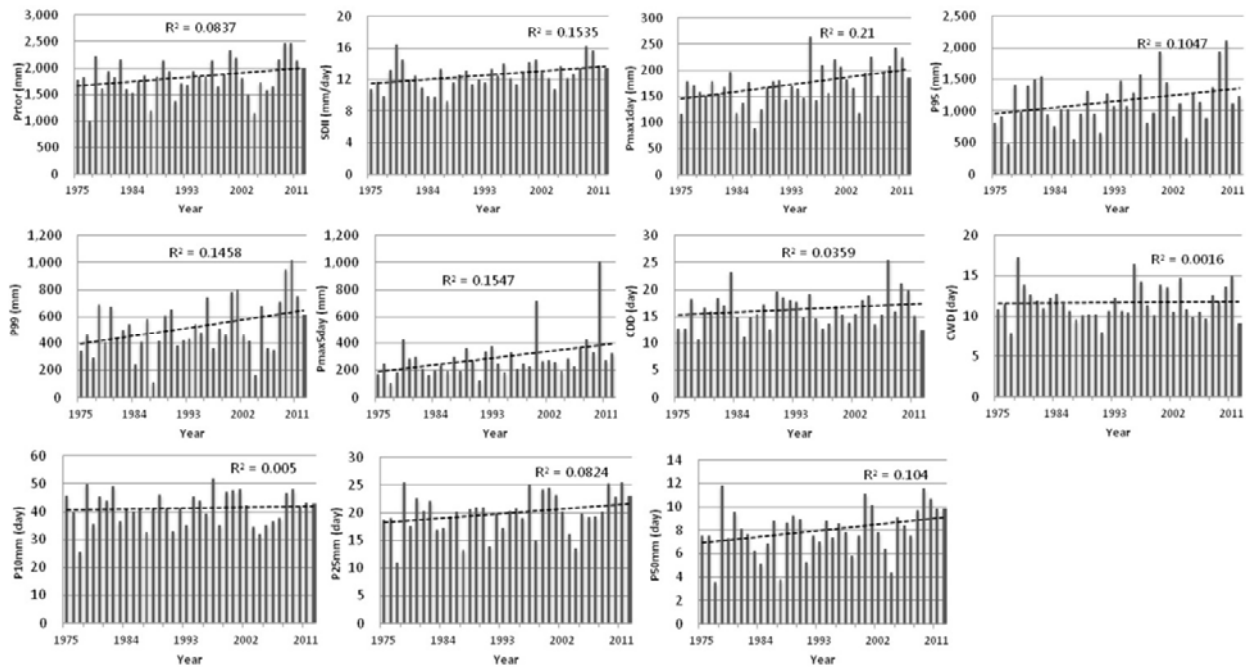 3,000
2,500
2,000
1,500
1,000
500
0
Prtor (mm)
R² = 0.0837
1975 1984 1993 2002 2011
Year
20
16
12
8
4
0
SDII (mm/day)
R² = 0.1535
1975 1984 1993 2002 2011
Year
300
250
200
150
100
50
0
Pmax1day (mm)
R² = 0.21
1975 1984 1993 2002 2011
Year
2,500
2,000
1,500
1,000
500
0
P95 (mm)
R² = 0.1047
1975 1984 1993 2002 2011
Year
1,200
1,000
800
600
400
200
0
P99 (mm)
R² = 0.1458
1975 1984 1993 2002 2011
Year
1,200
1,000
800
600
400
200
0
Pmax5day (mm)
R² = 0.1547
1975 1984 1993 2002 2011
Year
30
25
20
15
10
5
0
CDD (day)
R² = 0.0359
1975 1984 1993 2002 2011
Year
20
15
10
5
0
CWD (day)
R² = 0.0016
1975 1984 1993 2002 2011
Year
60
50
40
30
20
10
0
P10mm (day)
R² = 0.005
1975 1984 1993 2002 2011
Year
30
25
20
15
10
5
0
P25mm (day)
R² = 0.0824
1975 1984 1993 2002 2011
Year
14
12
10
8
6
4
2
0
P50mm (day)
R² = 0.104
1975 1984 1993 2002 2011
Year